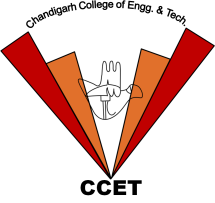 Chandigarh College of Engg. & Tech.
CCET